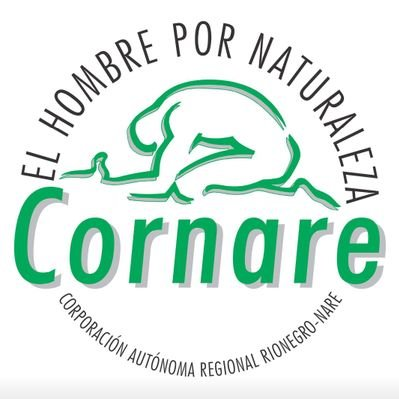 EL HOMBRE POR NATURALEZA
Cornare
CORPORACIÓN AUTÓNOMA REGIONAL RIONEGRO-NARE